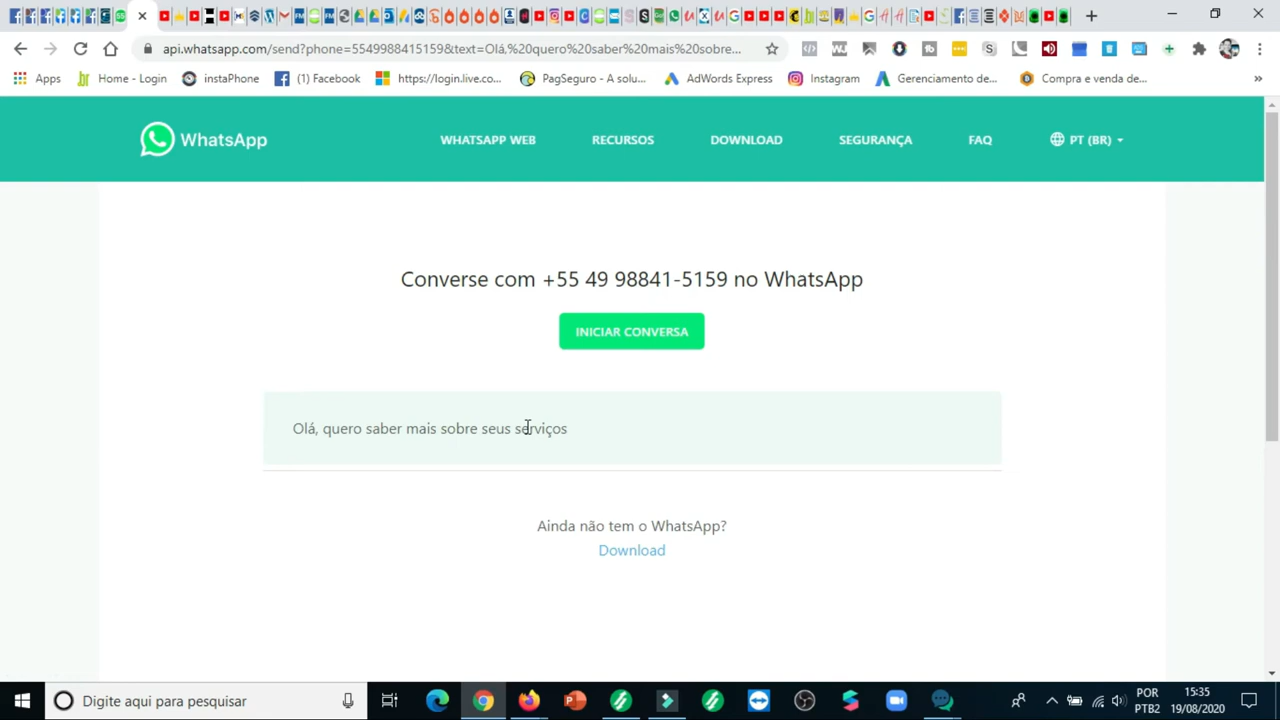 api.whatsapp.com/send?phone=5549988415159&text=Olá,%20quero%20saber%20mais%20sobre...
Apps Home - Login instaPhone (1) Facebook https://login.live.co... PagSeguro - A solu... AdWords Express Instagram Gerenciamento de... Compra e venda de... »
WhatsApp WHATSAPP WEB RECURSOS DOWNLOAD SEGURANÇA FAQ PT (BR)
Converse com +55 49 98841-5159 no WhatsApp
INICIAR CONVERSA
Olá, quero saber mais sobre seus serviços
Ainda não tem o WhatsApp?
Download
Digite aqui para pesquisar
POR
PTB2
15:35
19/08/2020